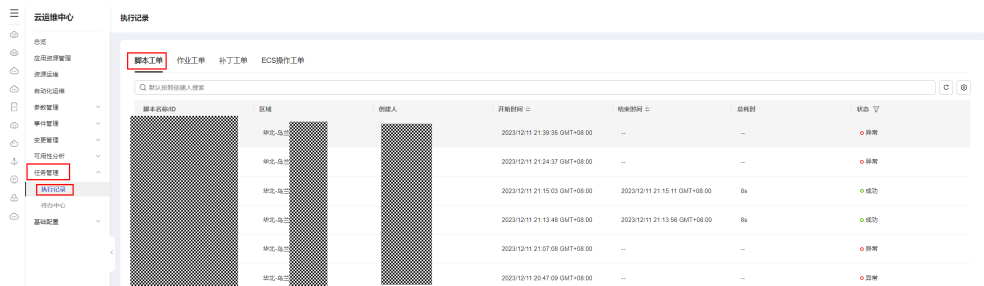 云运维中心
执行记录
总览
应用资源管理
资源运维
自动化运维
参数管理
事件管理
变更管理
可用性分析
任务管理
执行记录
待办中心
基础配置
脚本工单 作业工单 补丁工单 ECS操作工单
默认按照创建人搜索
脚本名称/ID 区域 创建人 开始时间 结束时间 总耗时 状态
华北-乌兰 2023/12/11 21:39:35 GMT+08:00 -- -- 异常
华北-乌兰 2023/12/11 21:24:37 GMT+08:00 -- -- 异常
华北-乌兰 2023/12/11 21:15:03 GMT+08:00 2023/12/11 21:15:11 GMT+08:00 8s 成功
华北-乌兰 2023/12/11 21:13:48 GMT+08:00 2023/12/11 21:13:56 GMT+08:00 8s 成功
华北-乌兰 2023/12/11 21:07:08 GMT+08:00 -- -- 异常
华北-乌兰 2023/12/11 20:47:09 GMT+08:00 -- -- 异常